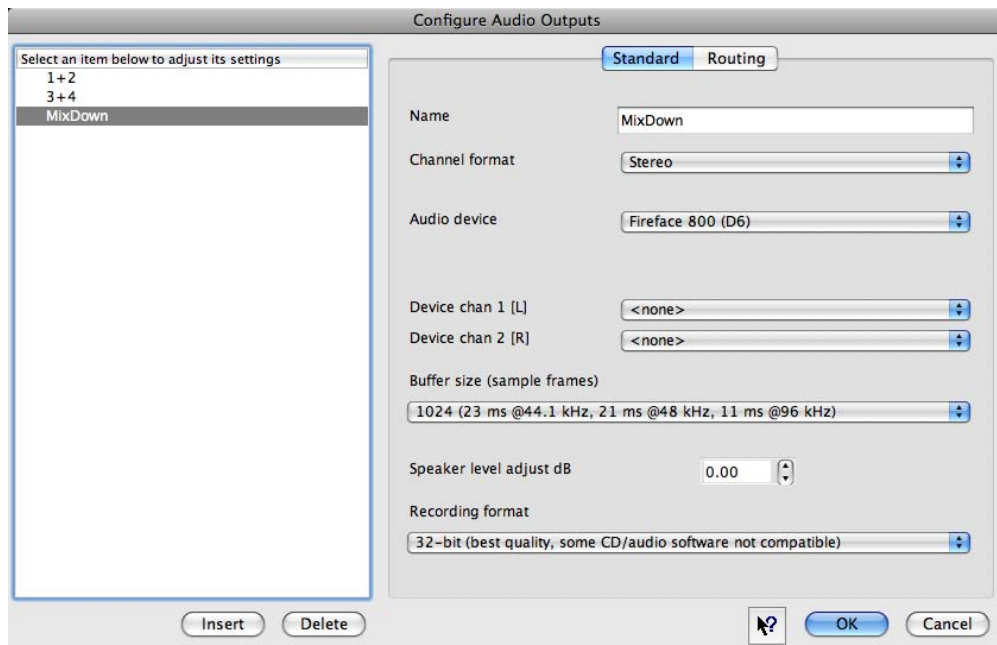 Configure Audio Outputs
Select an item below to adjust its settings
1+2
3+4
MixDown
Standard Routing
Name MixDown
Channel format Stereo
Audio device Fireface 800 (D6)
Device chan 1 [L] <none>
Device chan 2 [R] <none>
Buffer size (sample frames)
1024 (23 ms @44.1 kHz, 21 ms @48 kHz, 11 ms @96 kHz)
Speaker level adjust dB 0.00
Recording format
32-bit (best quality, some CD/audio software not compatible)
Insert Delete ? OK Cancel